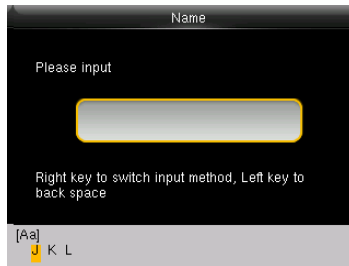 Name
Please input
Right key to switch input method, Left key to
back space
[Aa]
J K L